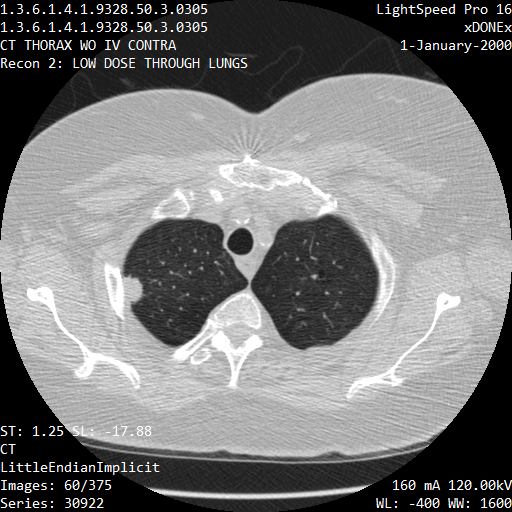 1.3.6.1.4.1.9328.50.3.0305
1.3.6.1.4.1.9328.50.3.0305
CT THORAX WO IV CONTRA
Recon 2: LOW DOSE THROUGH LUNGS
LightSpeed Pro 16
xDONEx
1-January-2000
ST: 1.25 SL: -17.88
CT
LittleEndianImplicit
Images: 60/375
Series: 30922
160 mA 120.00kV
WL: -400 WW: 1600